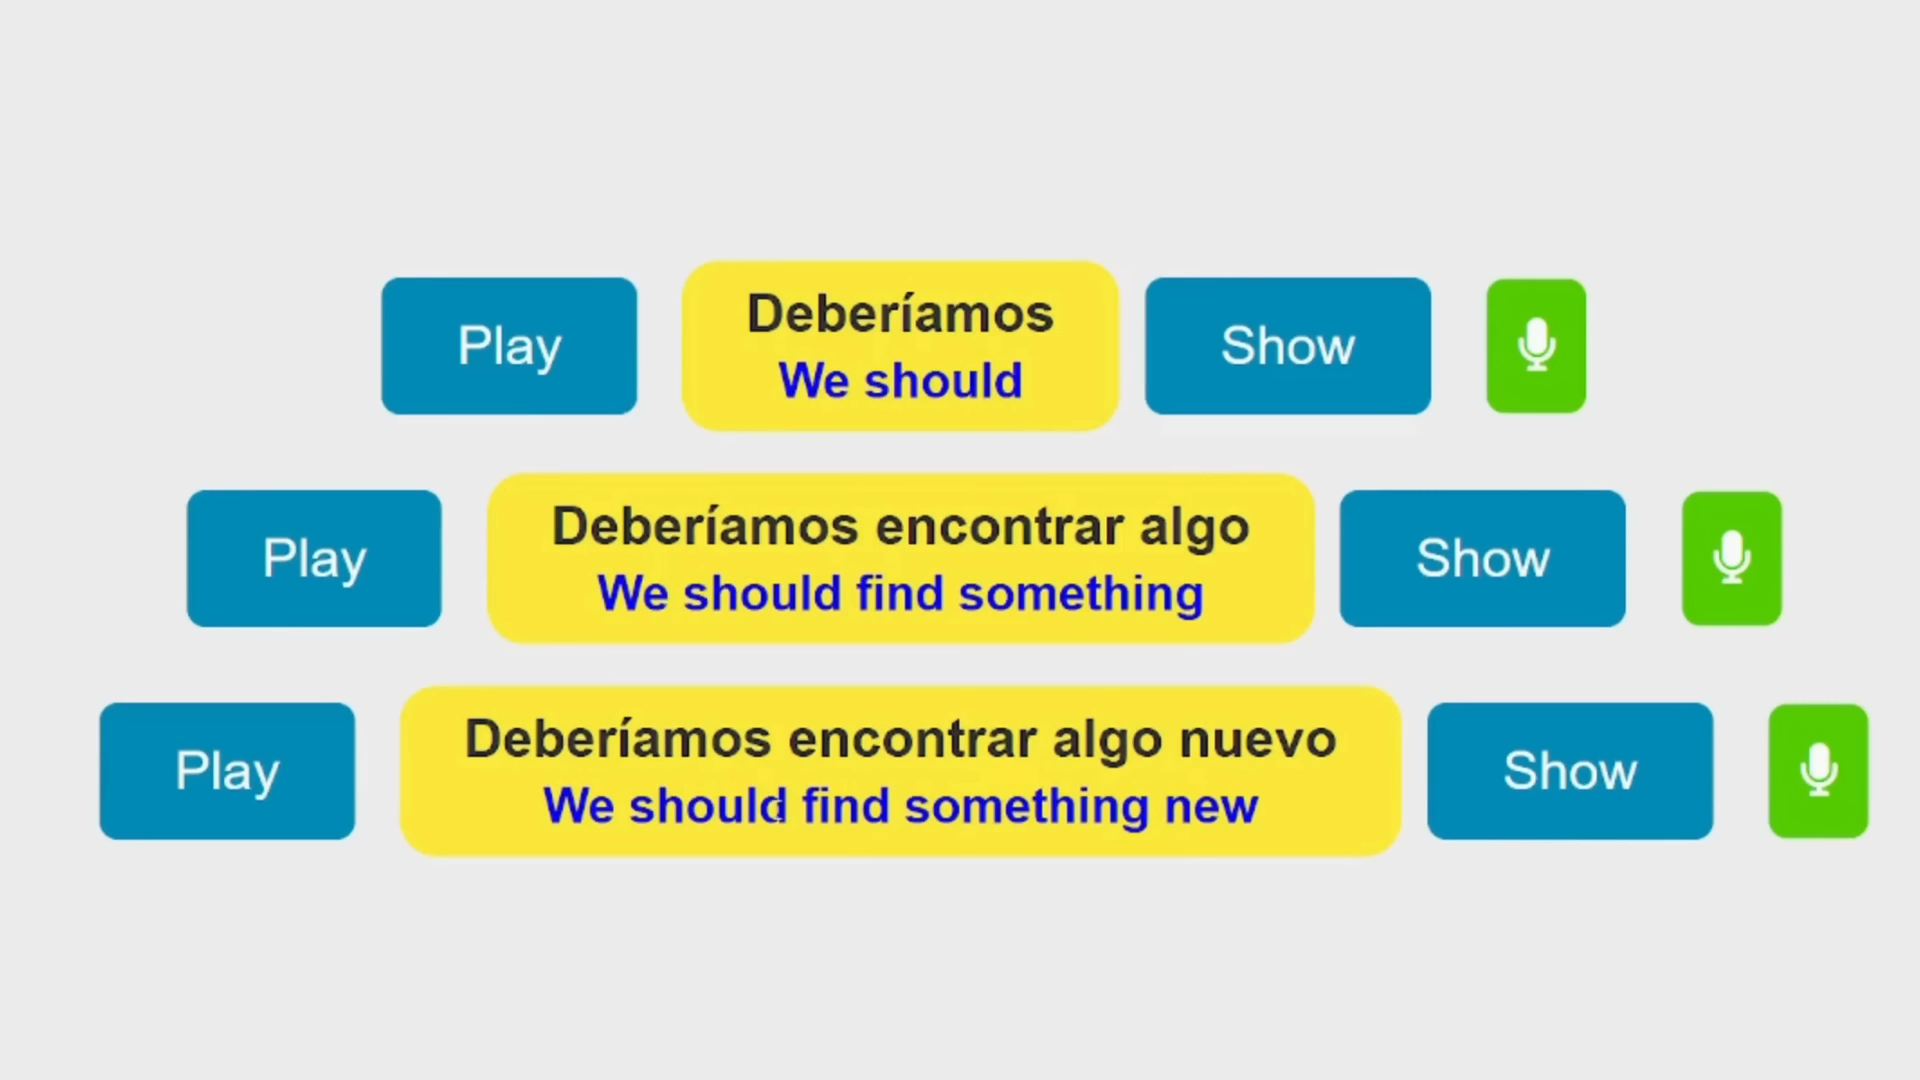 Play
Deberíamos
We should
Show
Play
Deberíamos encontrar algo
We should find something
Show
Play
Deberíamos encontrar algo nuevo
We should find something new
Show